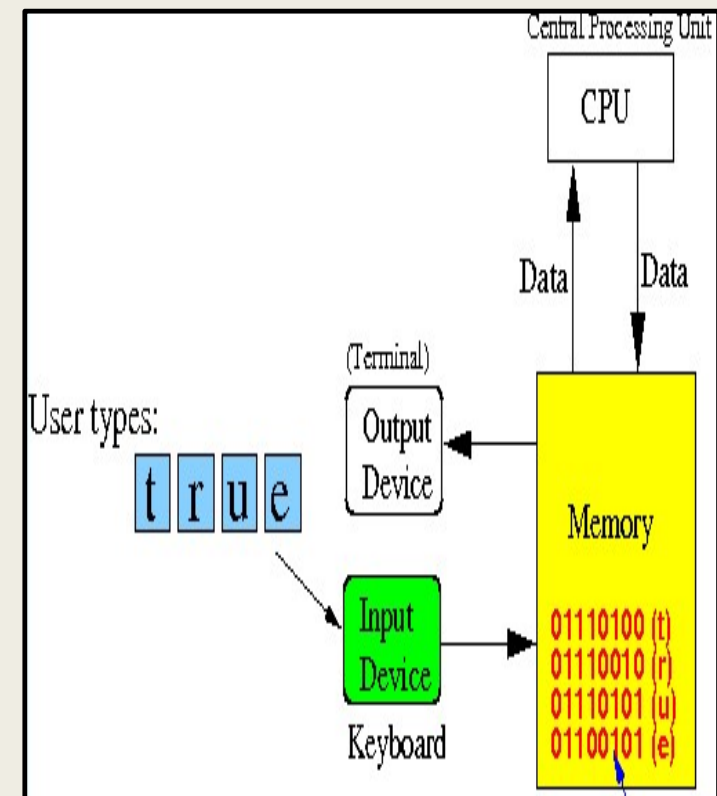 Central Processing Unit
CPU
Data
Data
(Terminal)
User types:
Output
Device
t r u e
Memory
Input
Device
01110100 (t)
01110010 (r)
01110101 (u)
01100101 (e)
Keyboard